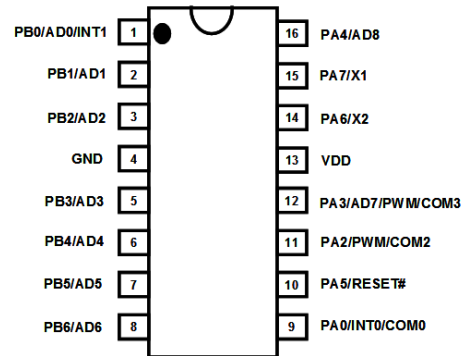 PB0/AD0/INT1 1 16 PA4/AD8
PB1/AD1 2 15 PA7/X1
PB2/AD2 3 14 PA6/X2
GND 4 13 VDD
PB3/AD3 5 12 PA3/AD7/PWM/COM3
PB4/AD4 6 11 PA2/PWM/COM2
PB5/AD5 7 10 PA5/RESET#
PB6/AD6 8 9 PA0/INT0/COM0